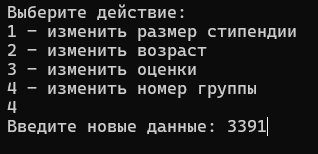 Выберите действие:
1 – изменить размер стипендии
2 – изменить возраст
3 – изменить оценки
4 – изменить номер группы
4
Введите новые данные: 3391